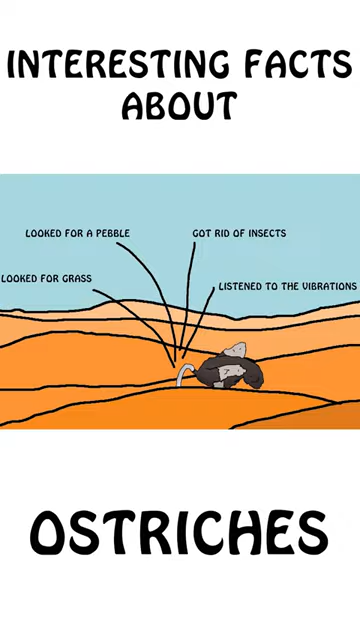 INTERESTING FACTS
ABOUT
LOOKED FOR A PEBBLE
GOT RID OF INSECTS
LOOKED FOR GRASS
LISTENED TO THE VIBRATIONS
OSTRICHES